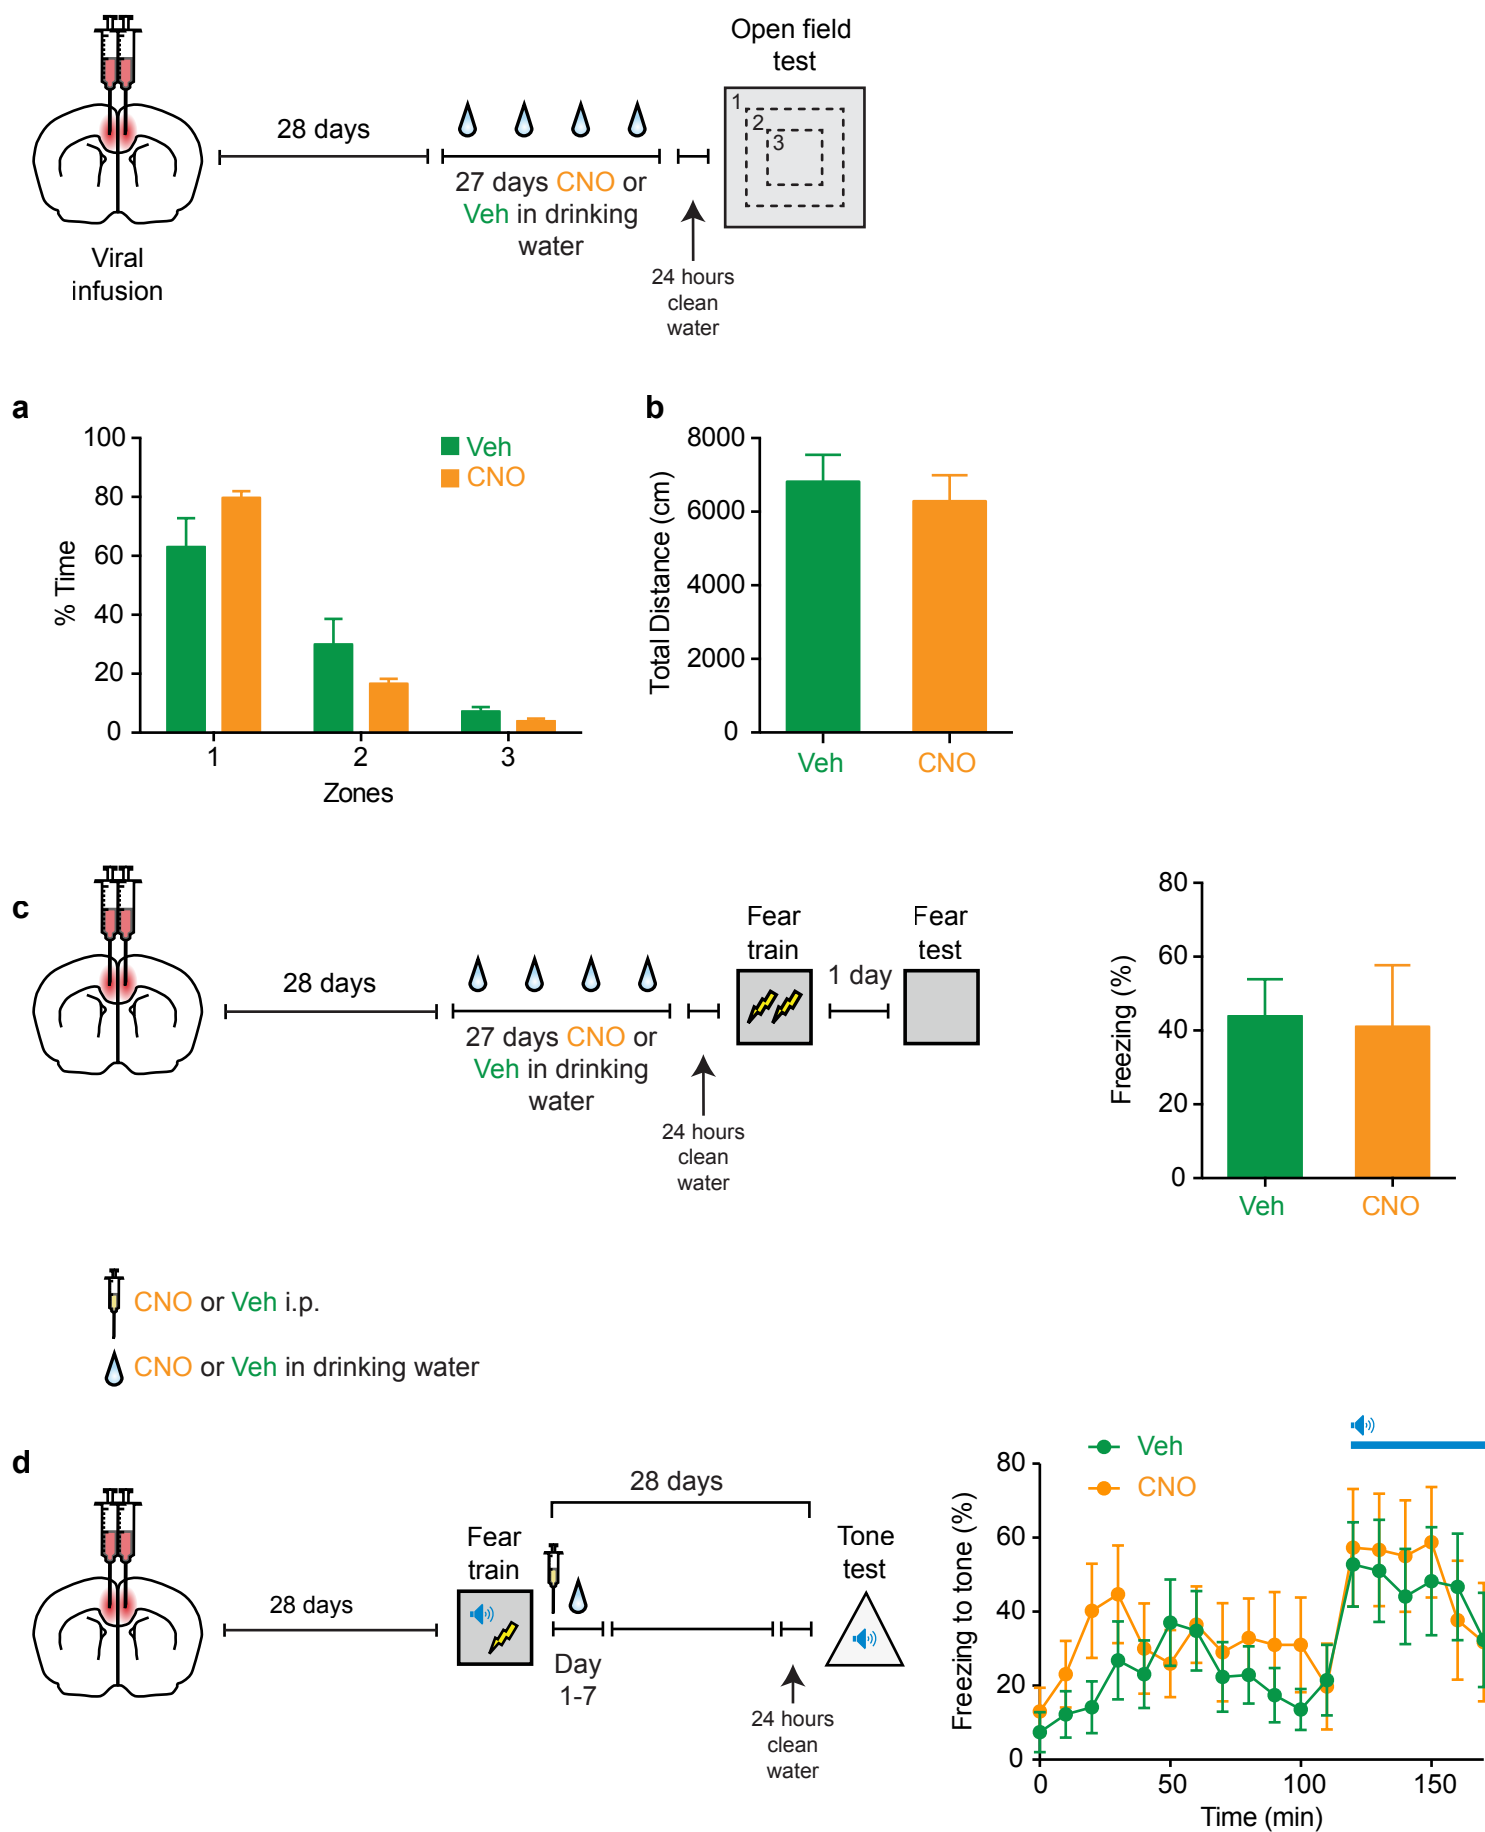 Open field
test
1
2
3
28 days
27 days CNO or
Veh in drinking
water
24 hours
clean
water
Viral
infusion
a
100
80
60
40
20
0
% Time
Veh
CNO
1
2
3
Zones
b
8000
6000
4000
2000
0
Total Distance (cm)
Veh
CNO
c
28 days
27 days CNO or
Veh in drinking
water
24 hours
clean
water
Fear
train
1 day
Fear
test
80
60
40
20
0
Freezing (%)
Veh
CNO
CNO or Veh i.p.
CNO or Veh in drinking water
d
28 days
Fear
train
28 days
Day
1-7
24 hours
clean
water
Tone
test
Veh
CNO
80
60
40
20
0
Freezing to tone (%)
0
50
100
150
Time (min)